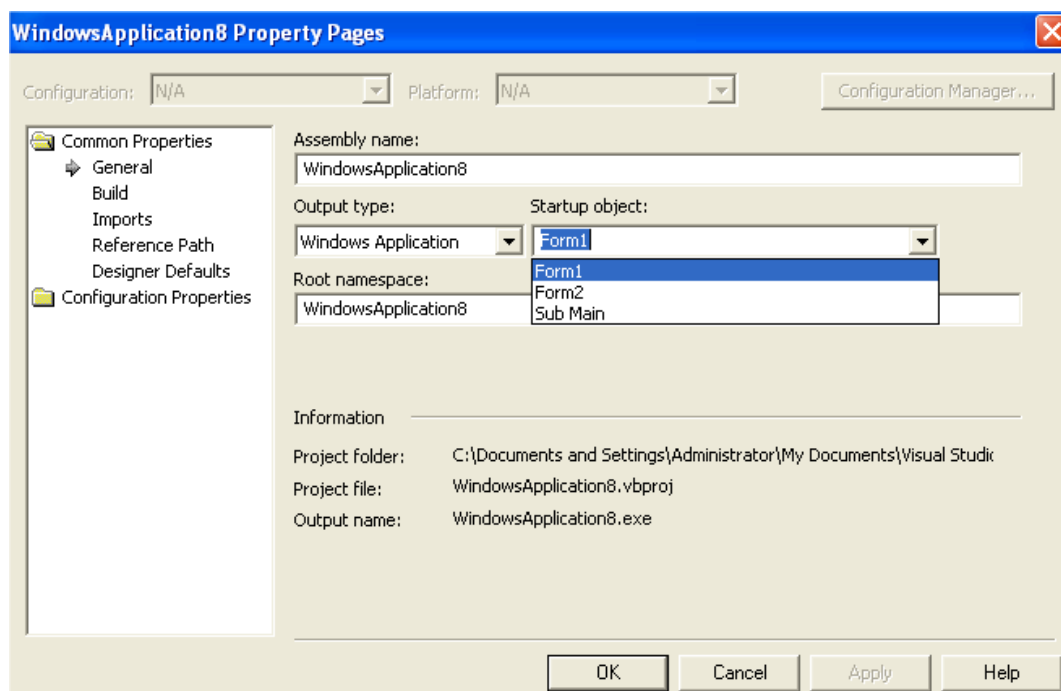 WindowsApplication8 Property Pages
Configuration: N/A Platform: N/A Configuration Manager...
Common Properties
General
Build
Imports
Reference Path
Designer Defaults
Configuration Properties
Assembly name:
WindowsApplication8
Output type: Startup object:
Windows Application Form1
Form1
Form2
Sub Main
Root namespace:
WindowsApplication8
Information
Project folder: C:\Documents and Settings\Administrator\My Documents\Visual Studic
Project file: WindowsApplication8.vbproj
Output name: WindowsApplication8.exe
OK Cancel Apply Help